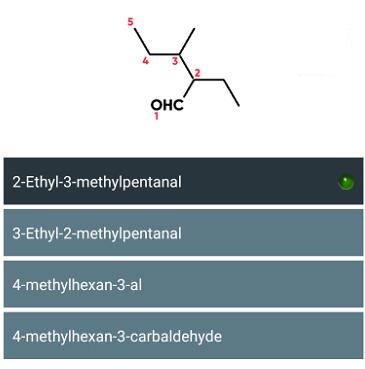 5
4
3
2
OHC
1
2-Ethyl-3-methylpentanal
3-Ethyl-2-methylpentanal
4-methylhexan-3-al
4-methylhexan-3-carbaldehyde